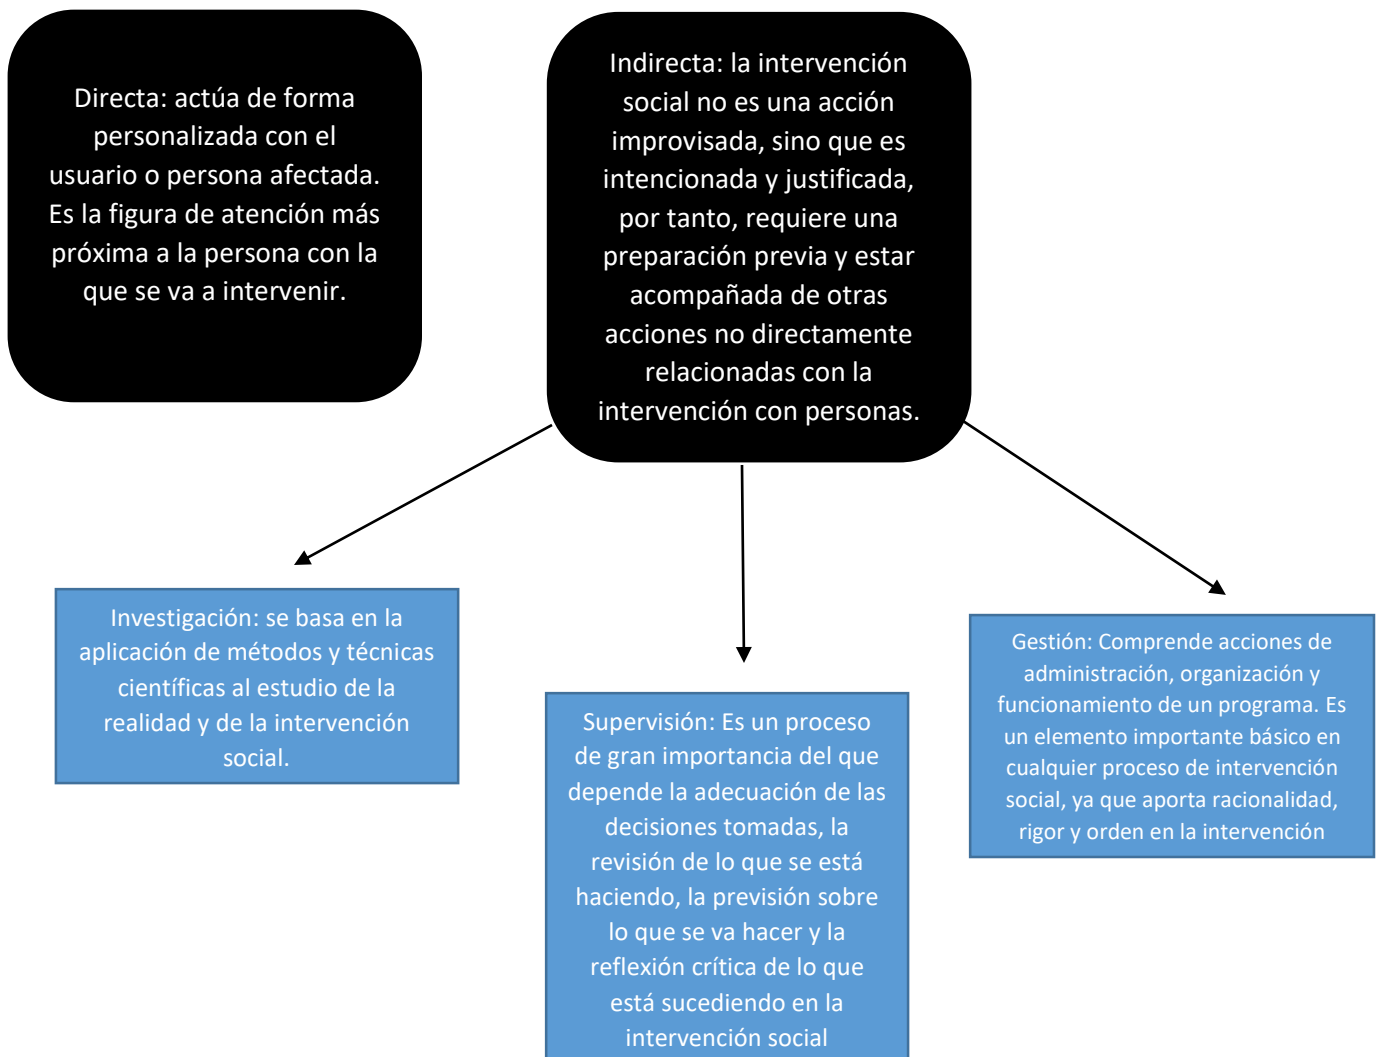 Directa: actúa de forma
personalizada con el
usuario o persona afectada.
Es la figura de atención más
próxima a la persona con la
que se va a intervenir.
Indirecta: la intervención
social no es una acción
improvisada, sino que es
intencionada y justificada,
por tanto, requiere una
preparación previa y estar
acompañada de otras
acciones no directamente
relacionadas con la
intervención con personas.
Investigación: se basa en la
aplicación de métodos y técnicas
científicas al estudio de la
realidad y de la intervención
social.
Supervisión: Es un proceso
de gran importancia del que
depende la adecuación de las
decisiones tomadas, la
revisión de lo que se está
haciendo, la previsión sobre
lo que se va hacer y la
reflexión crítica de lo que
está sucediendo en la
intervención social
Gestión: Comprende acciones de
administración, organización y
funcionamiento de un programa. Es
un elemento importante básico en
cualquier proceso de intervención
social, ya que aporta racionalidad,
rigor y orden en la intervención